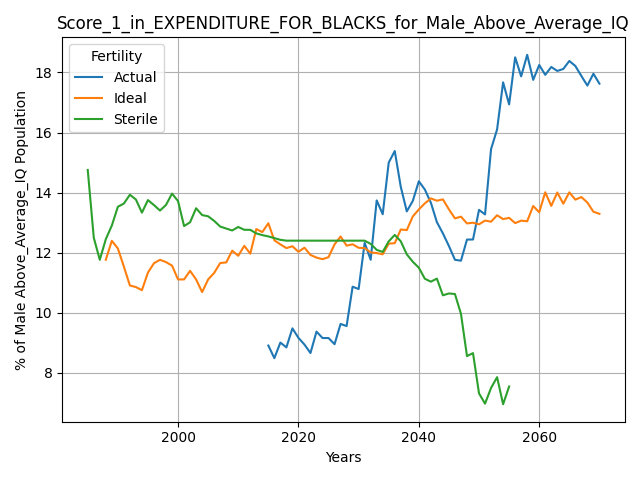 Score_1_in_EXPENDITURE_FOR_BLACKS_for_Male_Above_Average_IQ
Fertility
Actual
Ideal
Sterile
% of Male Above_Average_IQ Population
18
16
14
12
10
8
2000 2020 2040 2060
Years